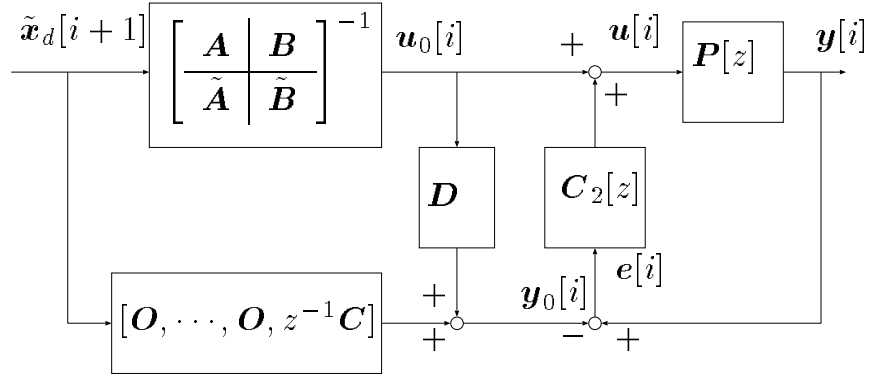 x̃_d[i + 1]
[ A | B ; Ã | B̃ ]^{-1}
u_0[i]
+
u[i]
P[z]
y[i]
+
D
C_2[z]
e[i]
+
y_0[i]
[O, ⋯, O, z^{-1}C]
+
−
+